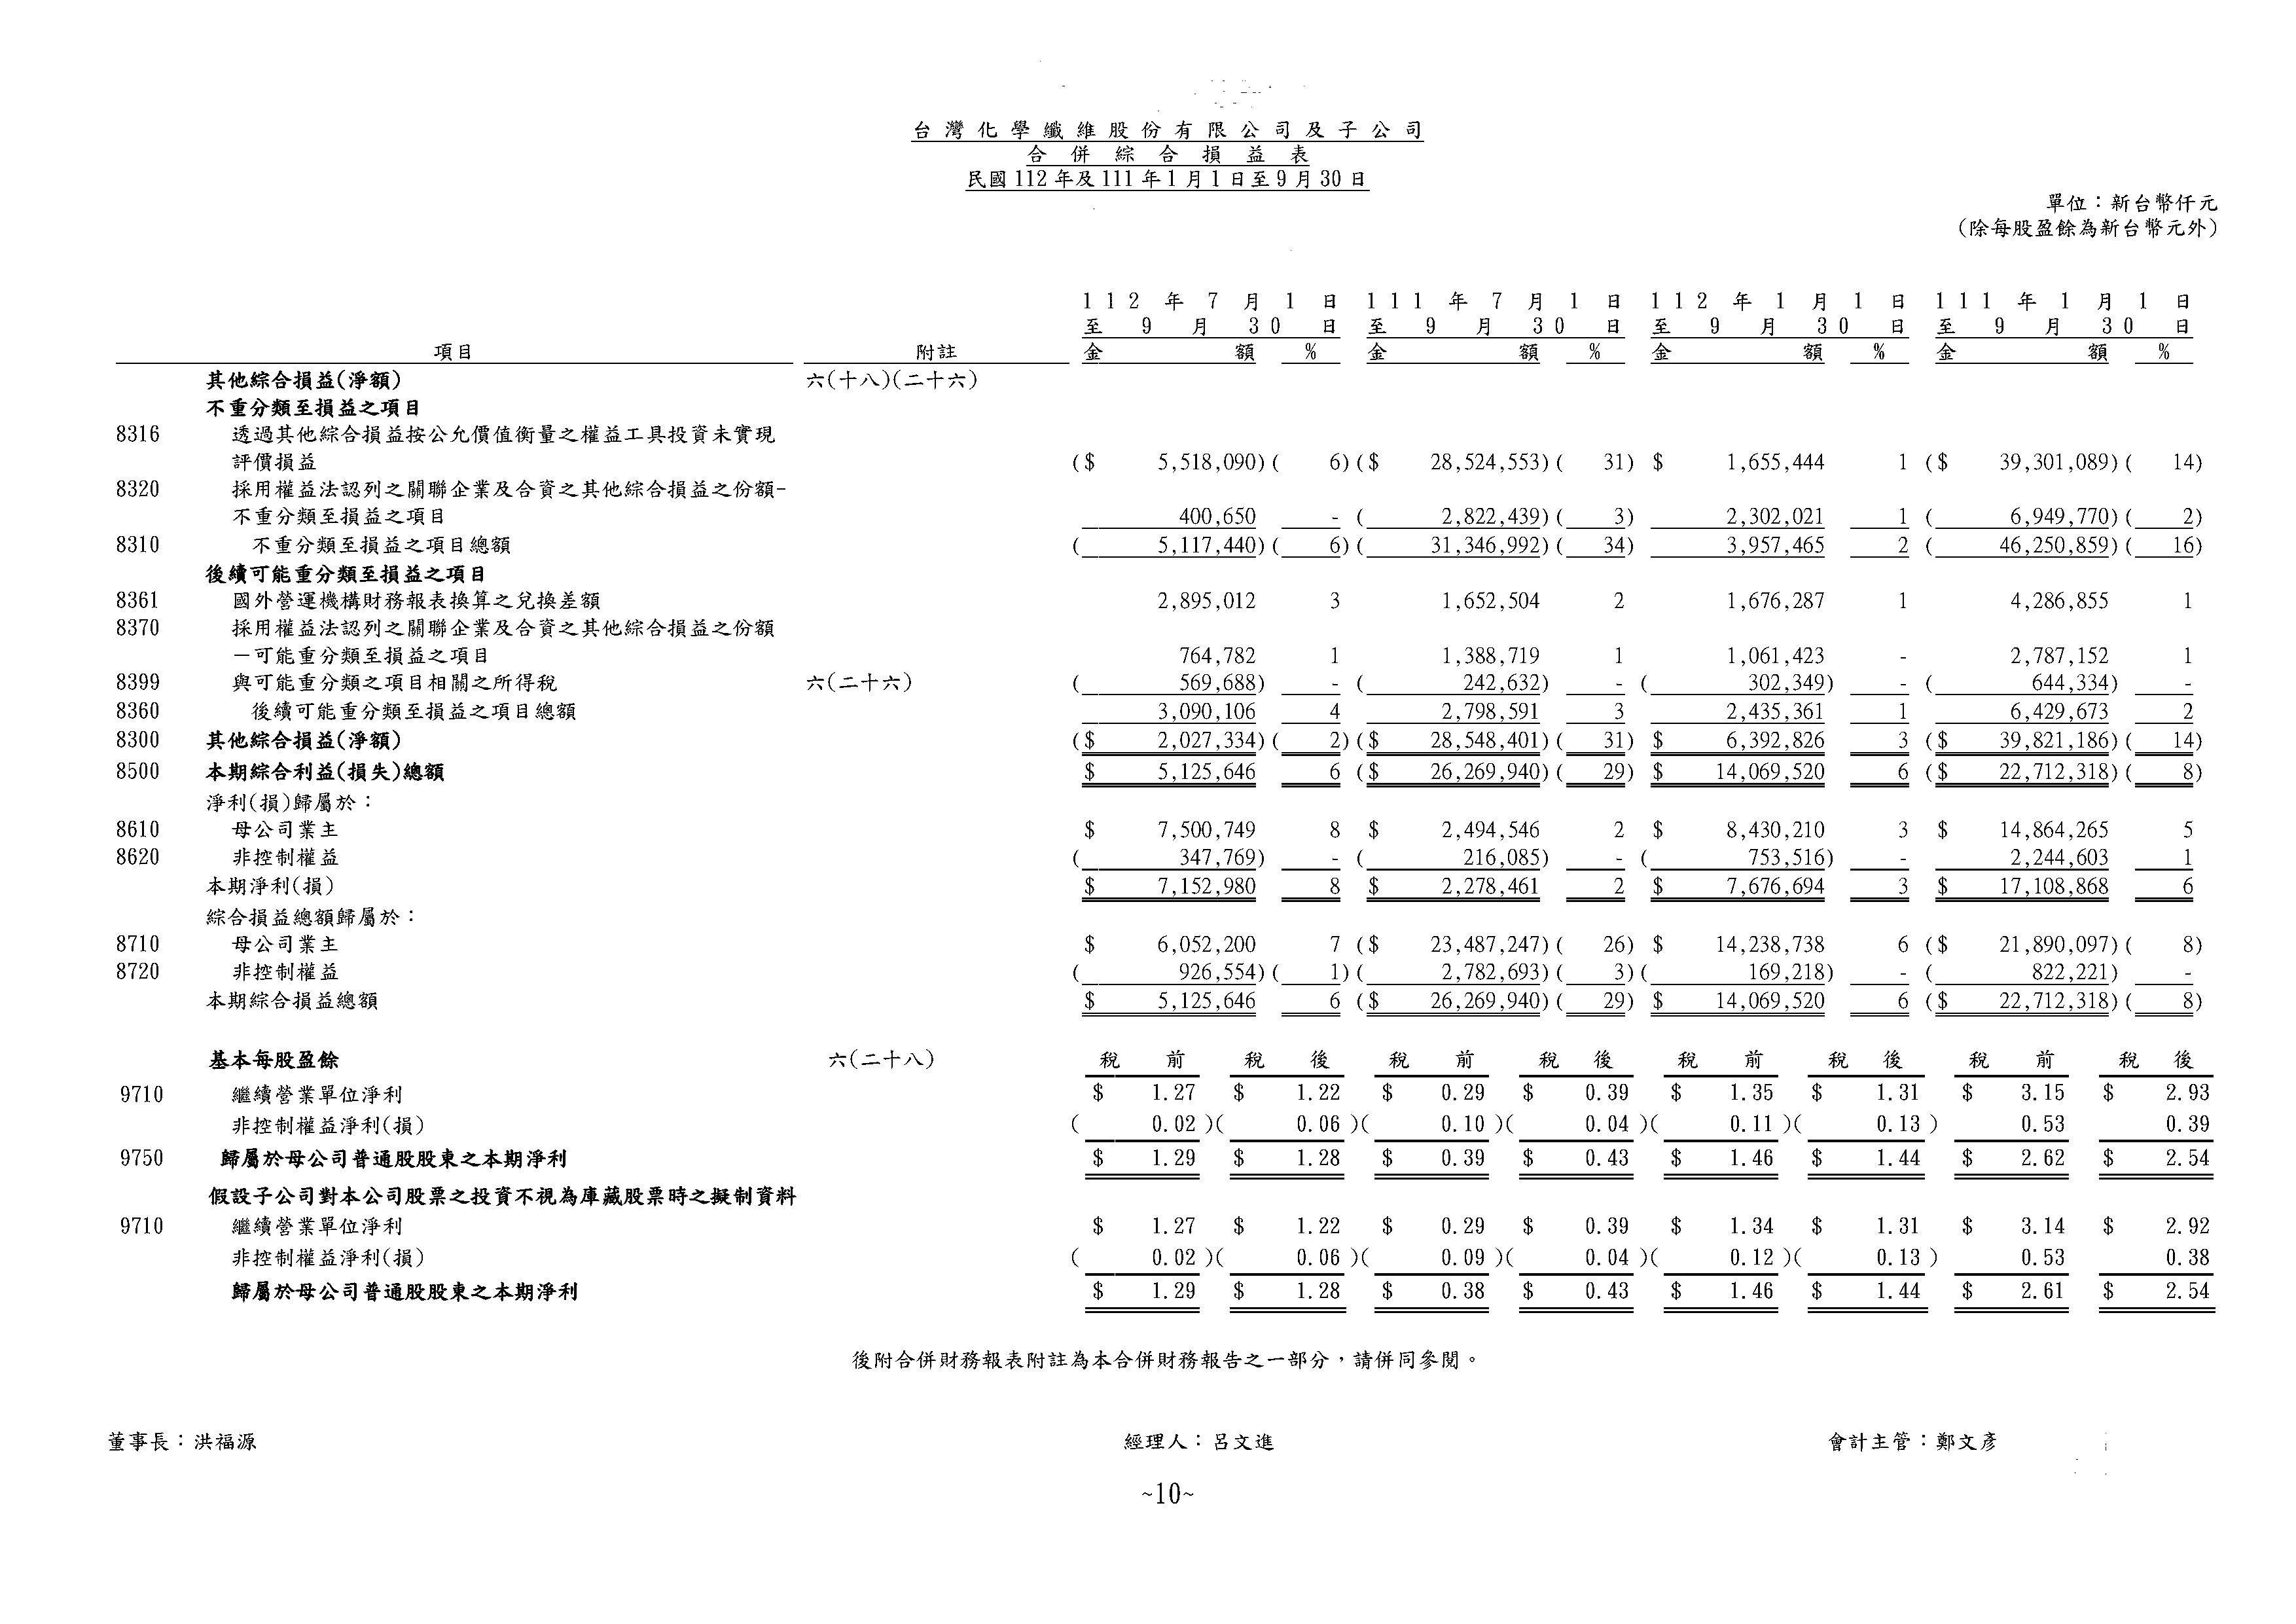 台灣化學纖維股份有限公司及子公司
合併綜合損益表
民國112年及111年1月1日至9月30日
單位：新台幣仟元
(除每股盈餘為新台幣元外)
112年7月1日 111年7月1日 112年1月1日 111年1月1日
至9月30日 至9月30日 至9月30日 至9月30日
項目 附註 金額 % 金額 % 金額 % 金額 %
其他綜合損益(淨額) 六(十八)(二十六)
不重分類至損益之項目
8316 透過其他綜合損益按公允價值衡量之權益工具投資未實現
評價損益 ($ 5,518,090)( 6)($ 28,524,553)( 31) $ 1,655,444 1 ($ 39,301,089)( 14)
8320 採用權益法認列之關聯企業及合資之其他綜合損益之份額-
不重分類至損益之項目 400,650 - ( 2,822,439)( 3) 2,302,021 1 ( 6,949,770)( 2)
8310 不重分類至損益之項目總額 ( 5,117,440)( 6)( 31,346,992)( 34) 3,957,465 2 ( 46,250,859)( 16)
後續可能重分類至損益之項目
8361 國外營運機構財務報表換算之兌換差額 2,895,012 3 1,652,504 2 1,676,287 1 4,286,855 1
8370 採用權益法認列之關聯企業及合資之其他綜合損益之份額
－可能重分類至損益之項目 764,782 1 1,388,719 1 1,061,423 - 2,787,152 1
8399 與可能重分類之項目相關之所得稅 六(二十六) ( 569,688) - ( 242,632) - ( 302,349) - ( 644,334) -
8360 後續可能重分類至損益之項目總額 3,090,106 4 2,798,591 3 2,435,361 1 6,429,673 2
8300 其他綜合損益(淨額) ($ 2,027,334)( 2)($ 28,548,401)( 31) $ 6,392,826 3 ($ 39,821,186)( 14)
8500 本期綜合利益(損失)總額 $ 5,125,646 6 ($ 26,269,940)( 29) $ 14,069,520 6 ($ 22,712,318)( 8)
淨利(損)歸屬於：
8610 母公司業主 $ 7,500,749 8 $ 2,494,546 2 $ 8,430,210 3 $ 14,864,265 5
8620 非控制權益 ( 347,769) - ( 216,085) - ( 753,516) - 2,244,603 1
本期淨利(損) $ 7,152,980 8 $ 2,278,461 2 $ 7,676,694 3 $ 17,108,868 6
綜合損益總額歸屬於：
8710 母公司業主 $ 6,052,200 7 ($ 23,487,247)( 26) $ 14,238,738 6 ($ 21,890,097)( 8)
8720 非控制權益 ( 926,554)( 1)( 2,782,693)( 3)( 169,218) - ( 822,221) -
本期綜合損益總額 $ 5,125,646 6 ($ 26,269,940)( 29) $ 14,069,520 6 ($ 22,712,318)( 8)
基本每股盈餘 六(二十八) 稅前 稅後 稅前 稅後 稅前 稅後 稅前 稅後
9710 繼續營業單位淨利 $ 1.27 $ 1.22 $ 0.29 $ 0.39 $ 1.35 $ 1.31 $ 3.15 $ 2.93
非控制權益淨利(損) ( 0.02 )( 0.06 )( 0.10 )( 0.04 )( 0.11 )( 0.13 ) 0.53 0.39
9750 歸屬於母公司普通股股東之本期淨利 $ 1.29 $ 1.28 $ 0.39 $ 0.43 $ 1.46 $ 1.44 $ 2.62 $ 2.54
假設子公司對本公司股票之投資不視為庫藏股票時之擬制資料
9710 繼續營業單位淨利 $ 1.27 $ 1.22 $ 0.29 $ 0.39 $ 1.34 $ 1.31 $ 3.14 $ 2.92
非控制權益淨利(損) ( 0.02 )( 0.06 )( 0.09 )( 0.04 )( 0.12 )( 0.13 ) 0.53 0.38
歸屬於母公司普通股股東之本期淨利 $ 1.29 $ 1.28 $ 0.38 $ 0.43 $ 1.46 $ 1.44 $ 2.61 $ 2.54
後附合併財務報表附註為本合併財務報告之一部分，請併同參閱。
董事長：洪福源 經理人：呂文進 會計主管：鄭文彥
~10~